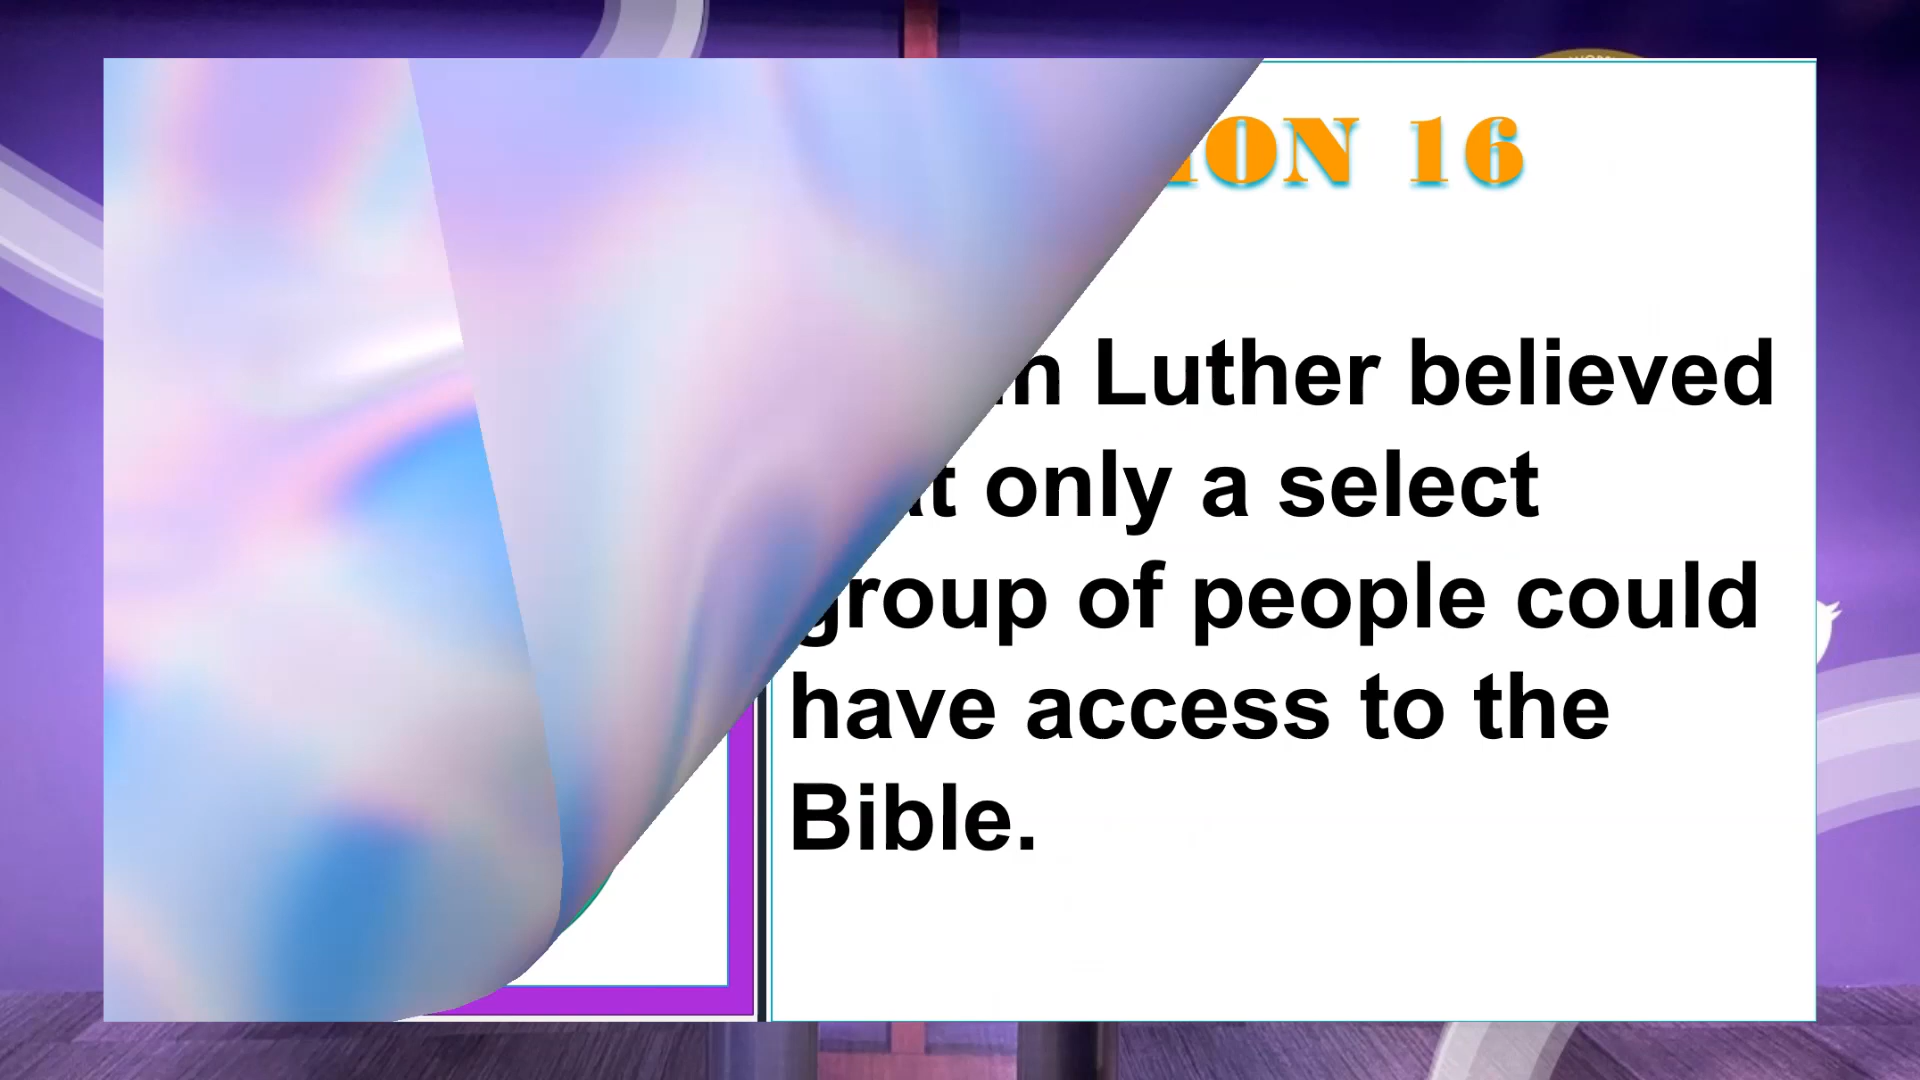 ION 16
n Luther believed
t only a select
group of people could
have access to the
Bible.